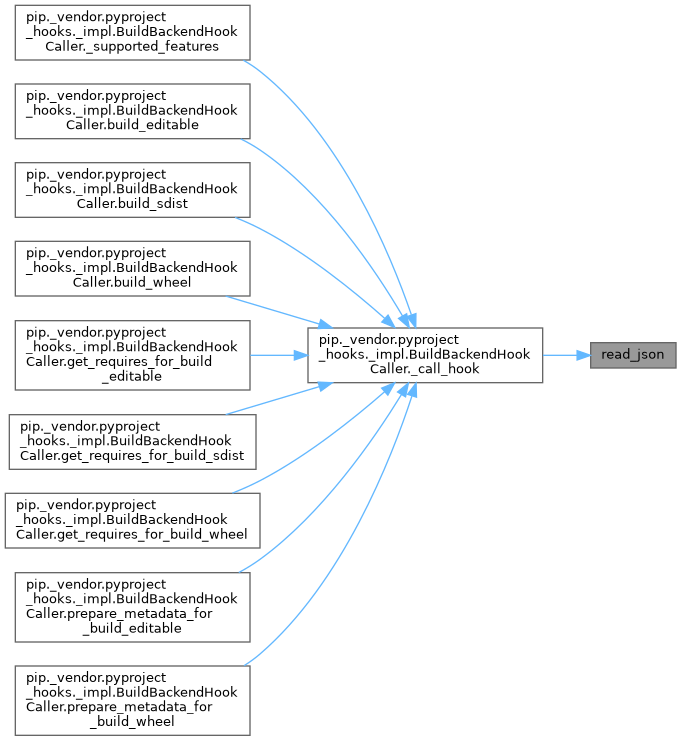 pip._vendor.pyproject
_hooks._impl.BuildBackendHook
Caller._supported_features
pip._vendor.pyproject
_hooks._impl.BuildBackendHook
Caller.build_editable
pip._vendor.pyproject
_hooks._impl.BuildBackendHook
Caller.build_sdist
pip._vendor.pyproject
_hooks._impl.BuildBackendHook
Caller.build_wheel
pip._vendor.pyproject
_hooks._impl.BuildBackendHook
Caller.get_requires_for_build
_editable
pip._vendor.pyproject
_hooks._impl.BuildBackendHook
Caller.get_requires_for_build_sdist
pip._vendor.pyproject
_hooks._impl.BuildBackendHook
Caller.get_requires_for_build_wheel
pip._vendor.pyproject
_hooks._impl.BuildBackendHook
Caller.prepare_metadata_for
_build_editable
pip._vendor.pyproject
_hooks._impl.BuildBackendHook
Caller.prepare_metadata_for
_build_wheel
pip._vendor.pyproject
_hooks._impl.BuildBackendHook
Caller._call_hook
read_json